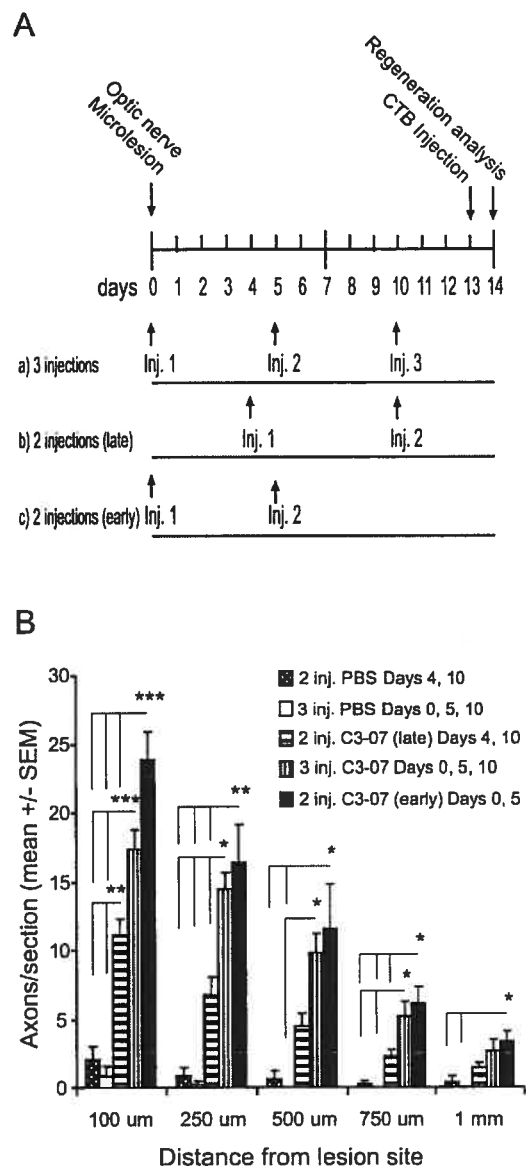 A
Optic nerve
Microlesion
Regeneration analysis
CTB Injection
days 0 1 2 3 4 5 6 7 8 9 10 11 12 13 14
a) 3 injections Inj. 1 Inj. 2 Inj. 3
b) 2 injections (late) Inj. 1 Inj. 2
c) 2 injections (early) Inj. 1 Inj. 2
B
Axons/section (mean +/- SEM)
30
25
20
15
10
5
0
2 inj. PBS Days 4, 10
3 inj. PBS Days 0, 5, 10
2 inj. C3-07 (late) Days 4, 10
3 inj. C3-07 Days 0, 5, 10
2 inj. C3-07 (early) Days 0, 5
***
***
**
**
*
*
*
*
*
*
100 um 250 um 500 um 750 um 1 mm
Distance from lesion site